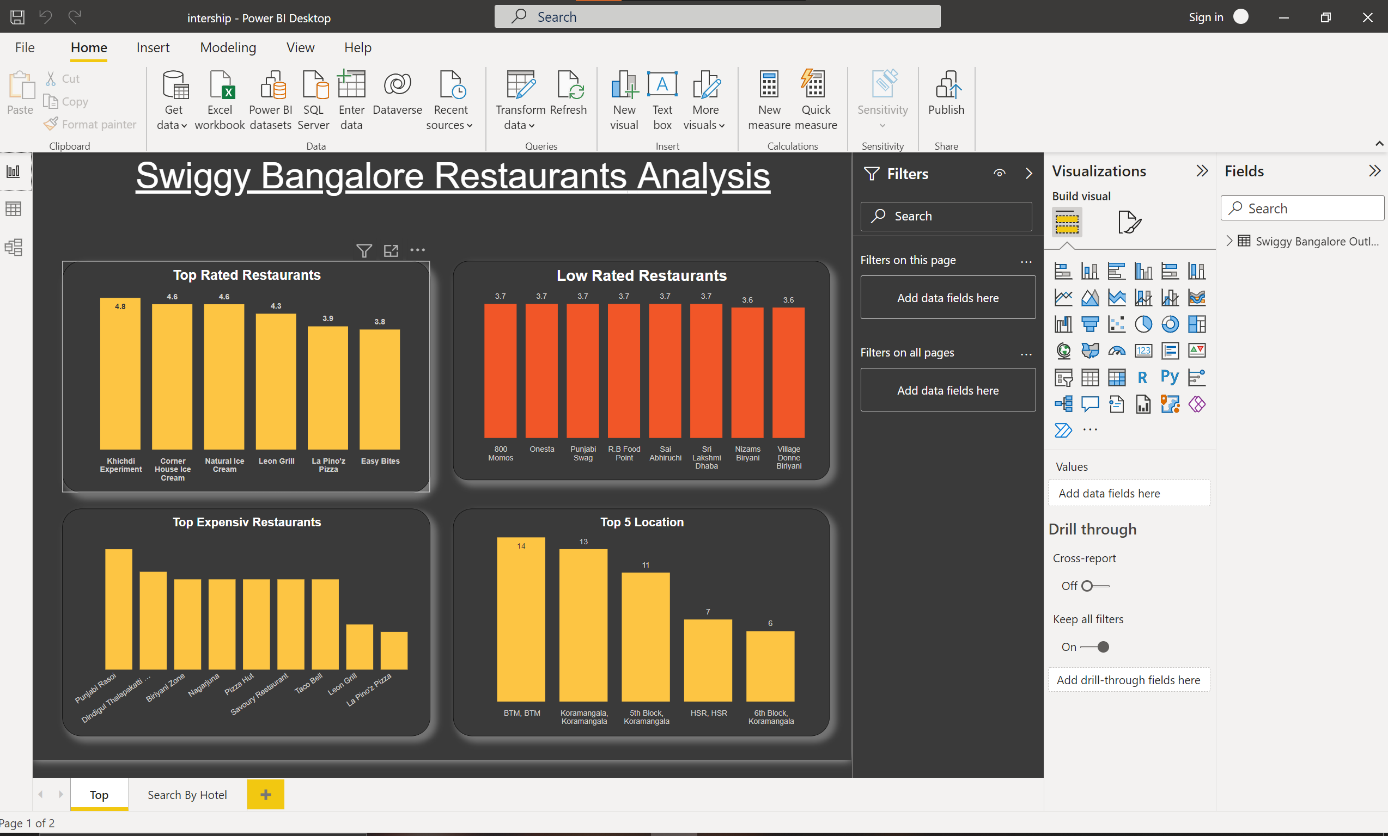 intership - Power BI Desktop
Search
Sign in
File Home Insert Modeling View Help
Paste
Cut
Copy
Format painter
Clipboard
Get data
Excel workbook
Power BI datasets
SQL Server
Enter data
Dataverse
Recent sources
Data
Transform data
Refresh
Queries
New visual
Text box
More visuals
Insert
New measure
Quick measure
Calculations
Sensitivity
Sensitivity
Publish
Share
Swiggy Bangalore Restaurants Analysis
Top Rated Restaurants
4.8 4.6 4.6 4.3 3.9 3.8
Khichdi Experiment
Corner House Ice Cream
Natural Ice Cream
Leon Grill
La Pino'z Pizza
Easy Bites
Low Rated Restaurants
3.7 3.7 3.7 3.7 3.7 3.7 3.6 3.6
800 Momos
Onesta
Punjabi Swag
R.B Food Point
Sai Abhiruchi
Sri Lakshmi Dhaba
Nizams Biryani
Village Donne Biriyani
Top Expensiv Restaurants
Punjabi Rasoi
Dindigul Thalapakatti ...
Biriyani Zone
Nagarjuna
Pizza Hut
Savoury Restaurant
Taco Bell
Leon Grill
La Pino'z Pizza
Top 5 Location
14 13 11 7 6
BTM, BTM
Koramangala, Koramangala
5th Block, Koramangala
HSR, HSR
6th Block, Koramangala
Filters
Search
Filters on this page
...
Add data fields here
Filters on all pages
...
Add data fields here
Visualizations
Build visual
123
R
Py
...
Values
Add data fields here
Drill through
Cross-report
Off
Keep all filters
On
Add drill-through fields here
Fields
Search
Swiggy Bangalore Outl...
Top
Search By Hotel
+
Page 1 of 2